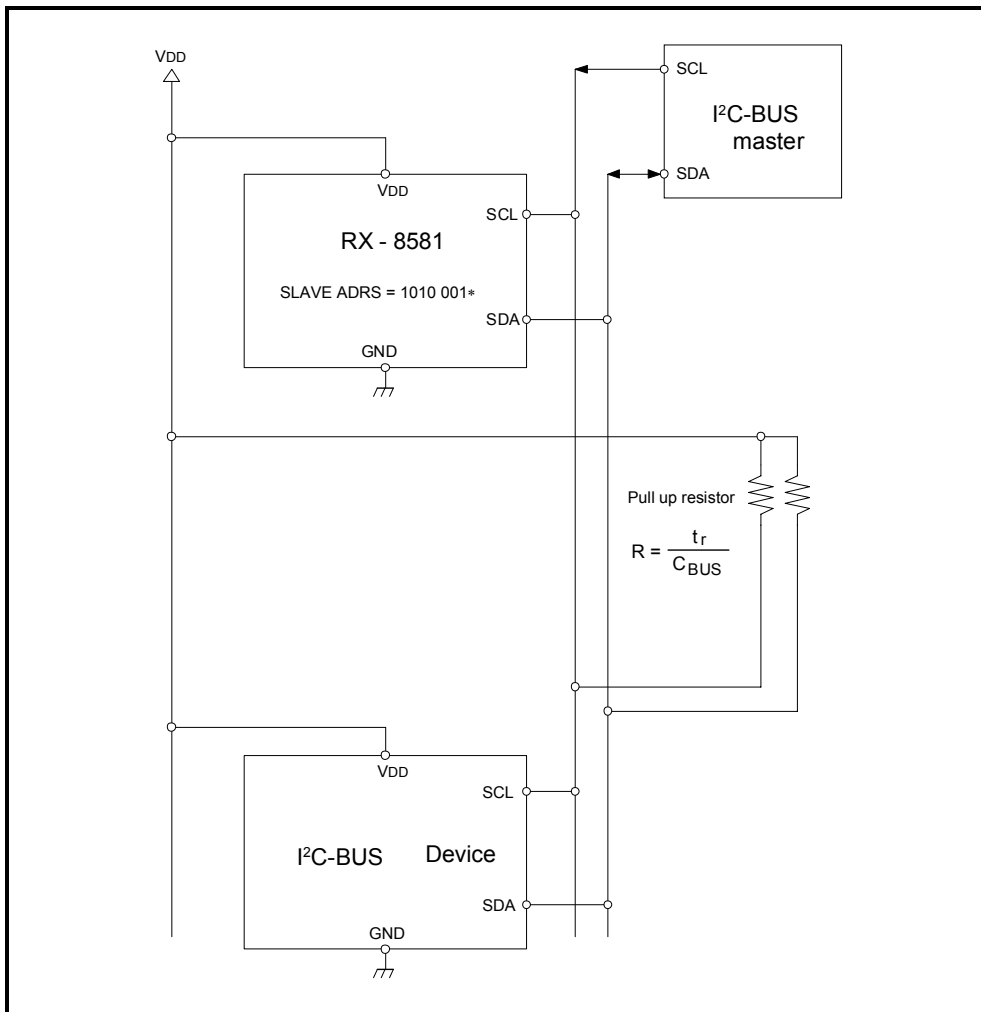 VDD
SCL
I²C-BUS
master
SDA
VDD
SCL
RX - 8581
SLAVE ADRS = 1010 001*
SDA
GND
Pull up resistor
R = tr / CBUS
VDD
SCL
I²C-BUS Device
SDA
GND